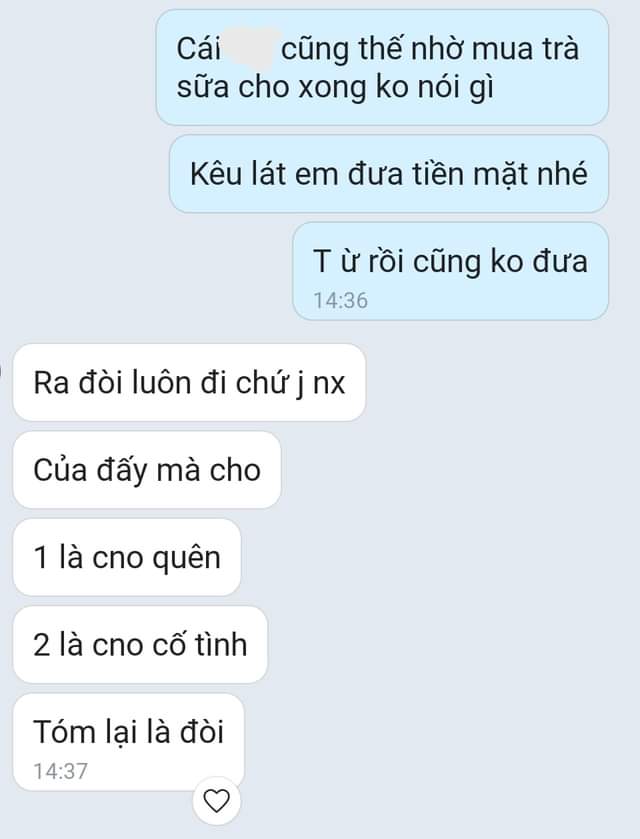 Cái cũng thế nhờ mua trà
sữa cho xong ko nói gì
Kêu lát em đưa tiền mặt nhé
T ừ rồi cũng ko đưa
14:36
Ra đòi luôn đi chứ j nx
Của đấy mà cho
1 là cno quên
2 là cno cố tình
Tóm lại là đòi
14:37